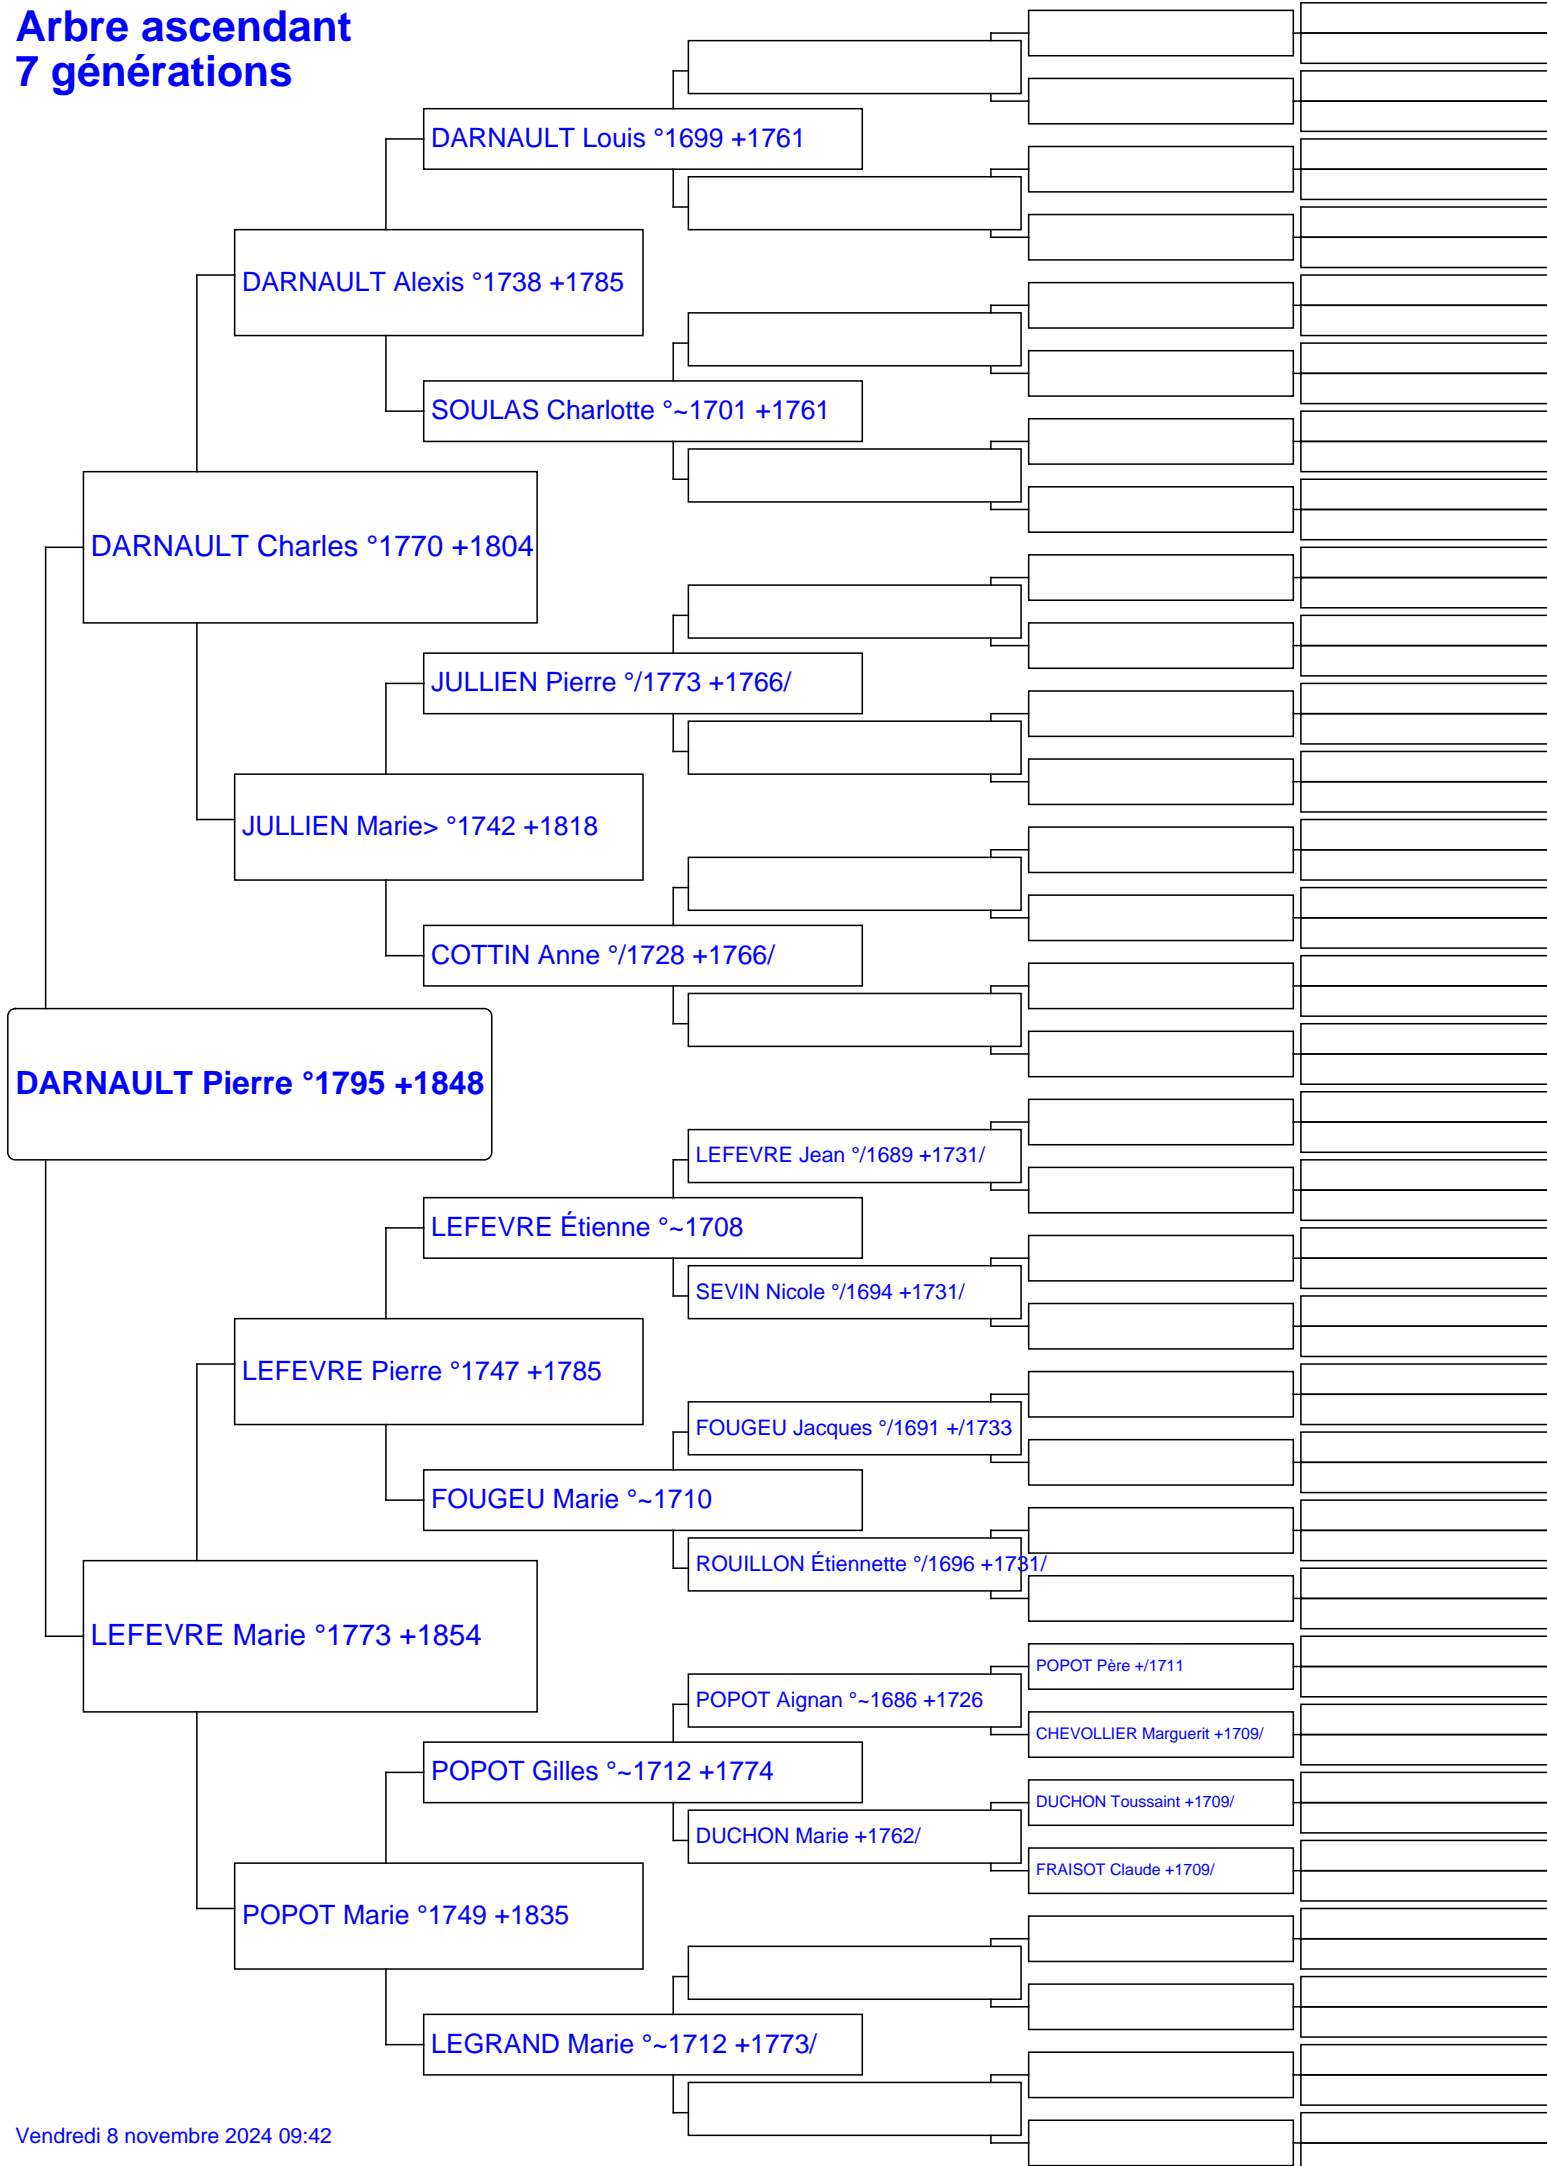 Arbre ascendant
7 générations
DARNAULT Louis °1699 +1761
DARNAULT Alexis °1738 +1785
SOULAS Charlotte °~1701 +1761
DARNAULT Charles °1770 +1804
JULLIEN Pierre °/1773 +1766/
JULLIEN Marie> °1742 +1818
COTTIN Anne °/1728 +1766/
DARNAULT Pierre °1795 +1848
LEFEVRE Jean °/1689 +1731/
LEFEVRE Étienne °~1708
SEVIN Nicole °/1694 +1731/
LEFEVRE Pierre °1747 +1785
FOUGEU Jacques °/1691 +/1733
FOUGEU Marie °~1710
ROUILLON Étiennette °/1696 +1731/
LEFEVRE Marie °1773 +1854
POPOT Père +/1711
POPOT Aignan °~1686 +1726
CHEVOLLIER Marguerit +1709/
POPOT Gilles °~1712 +1774
DUCHON Toussaint +1709/
DUCHON Marie +1762/
FRAISOT Claude +1709/
POPOT Marie °1749 +1835
LEGRAND Marie °~1712 +1773/
Vendredi 8 novembre 2024 09:42